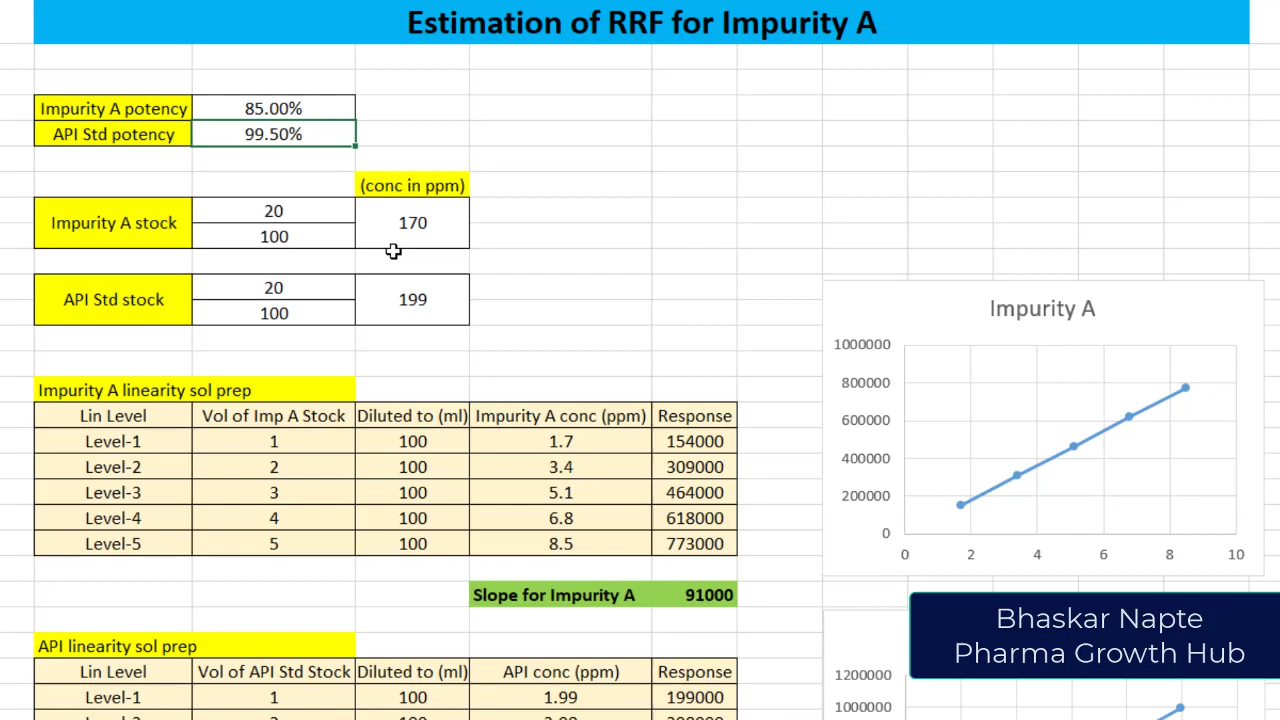 Estimation of RRF for Impurity A
Impurity A potency 85.00%
API Std potency 99.50%
(conc in ppm)
Impurity A stock 20 100 170
API Std stock 20 100 199
Impurity A linearity sol prep
Lin Level Vol of Imp A Stock Diluted to (ml) Impurity A conc (ppm) Response
Level-1 1 100 1.7 154000
Level-2 2 100 3.4 309000
Level-3 3 100 5.1 464000
Level-4 4 100 6.8 618000
Level-5 5 100 8.5 773000
Slope for Impurity A 91000
API linearity sol prep
Lin Level Vol of API Std Stock Diluted to (ml) API conc (ppm) Response
Level-1 1 100 1.99 199000
Impurity A
1000000
800000
600000
400000
200000
0
0 2 4 6 8 10
Bhaskar Napte
Pharma Growth Hub
1200000
1000000